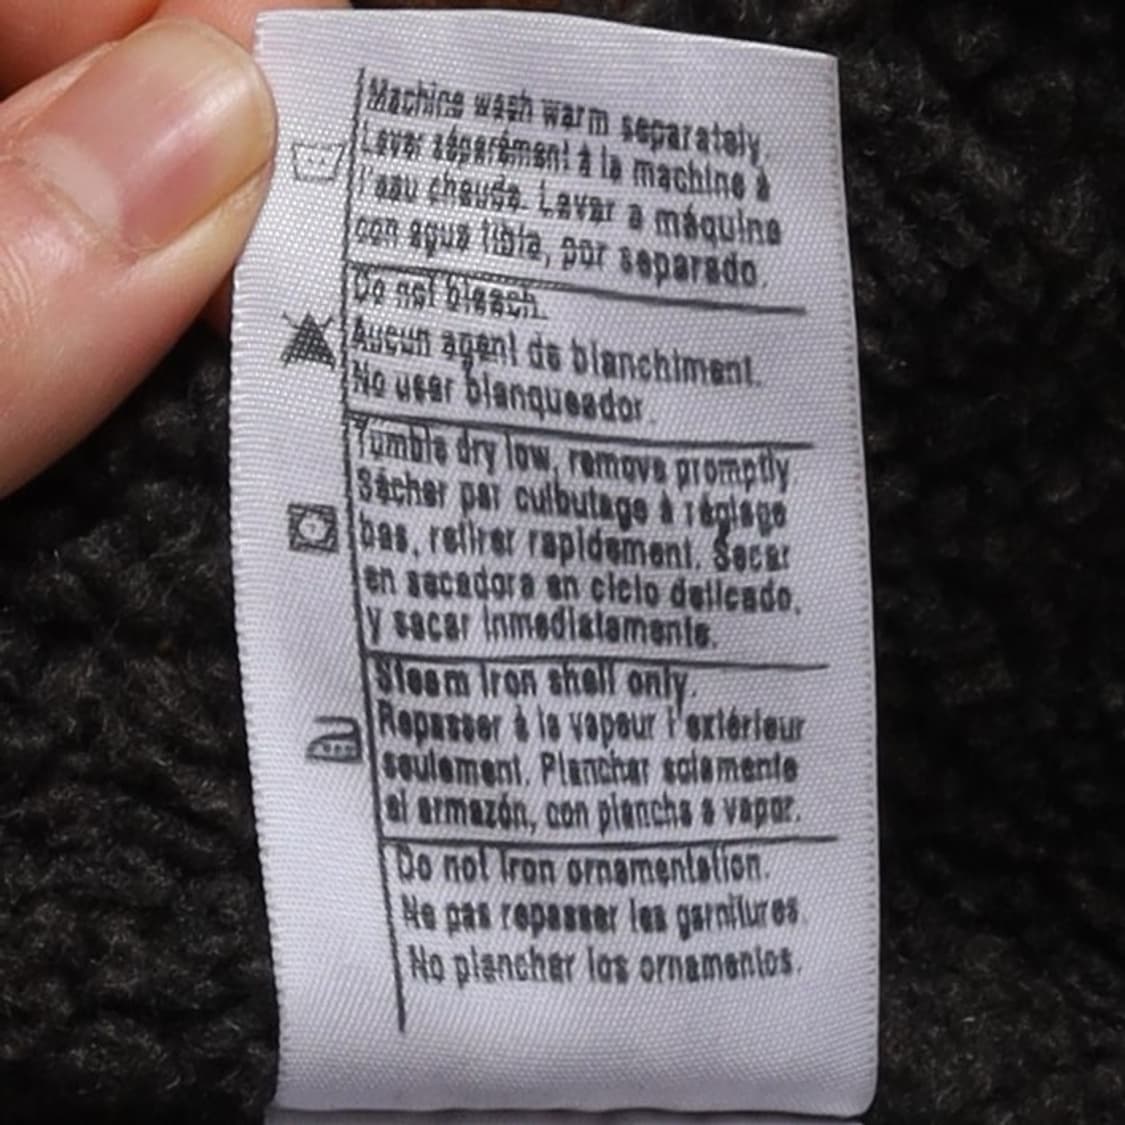 Machine wash warm separately.
Laver séparément à la machine à
l'eau chaude. Lavar a máquina
con agua tibia, por separado.
Do not bleach.
Aucun agent de blanchiment.
No usar blanqueador.
Tumble dry low, remove promptly
Sécher par culbutage à réglage
bas, retirer rapidement. Secar
en secadora en ciclo delicado,
y sacar inmediatamente.
Steam iron shell only.
Repasser à la vapeur l'extérieur
seulement. Planchar solamente
el armazón, con plancha a vapor.
Do not iron ornamentation.
Ne pas repasser les garnitures.
No planchar los ornamentos.